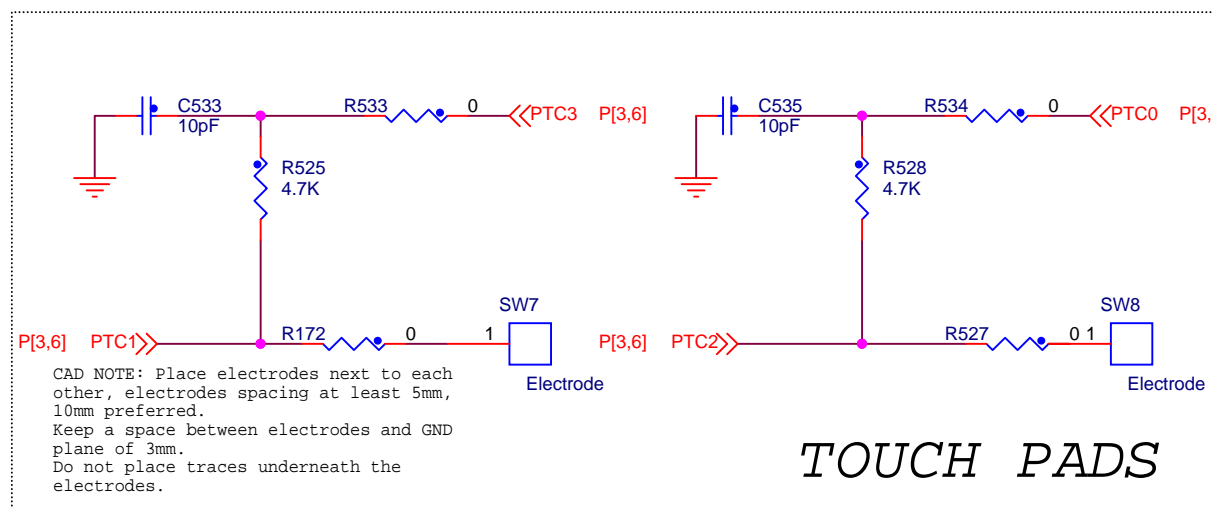 C533
10pF
R533
0
PTC3
P[3,6]
C535
10pF
R534
0
PTC0
P[3,
R525
4.7K
R528
4.7K
SW7
SW8
P[3,6]
PTC1
R172
0
1
P[3,6]
PTC2
R527
0
1
Electrode
Electrode
CAD NOTE: Place electrodes next to each
other, electrodes spacing at least 5mm,
10mm preferred.
Keep a space between electrodes and GND
plane of 3mm.
Do not place traces underneath the
electrodes.
TOUCH PADS